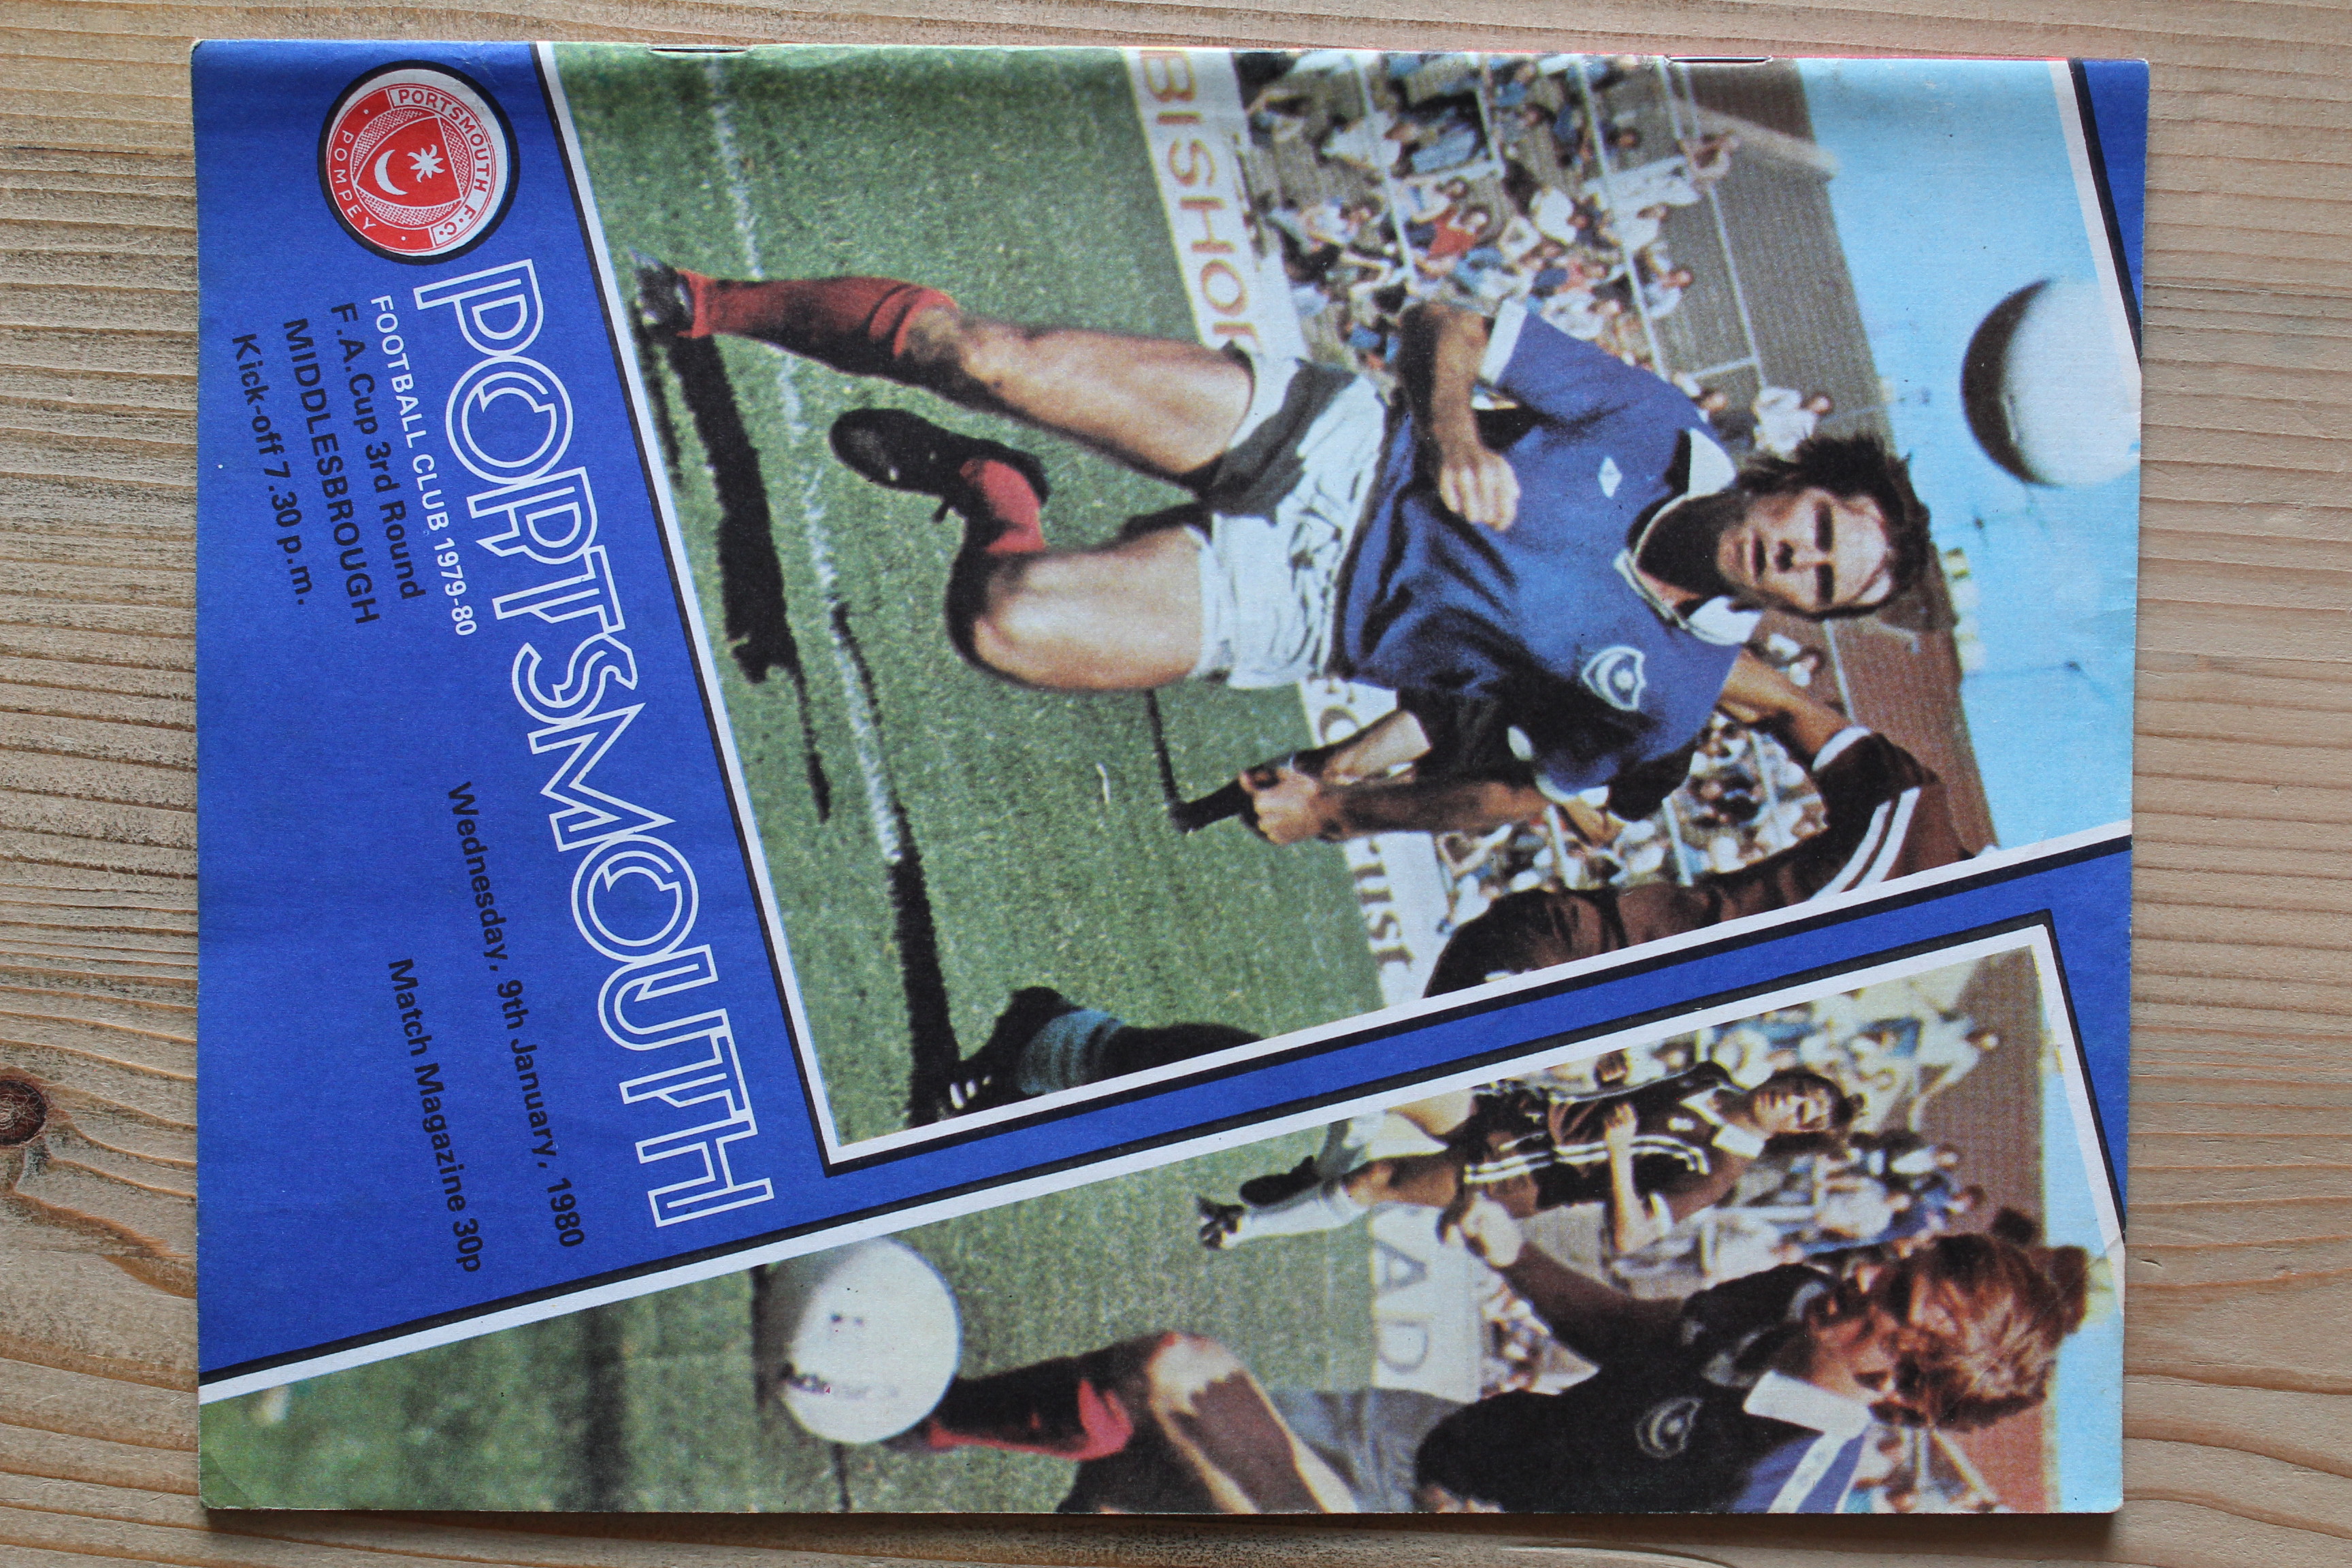 PORTSMOUTH F.C.
POMPEY
PORTSMOUTH
FOOTBALL CLUB 1979-80
F.A.Cup 3rd Round
MIDDLESBROUGH
Kick-off 7.30 p.m.
Wednesday, 9th January, 1980
Match Magazine 30p
BISHOP
AD